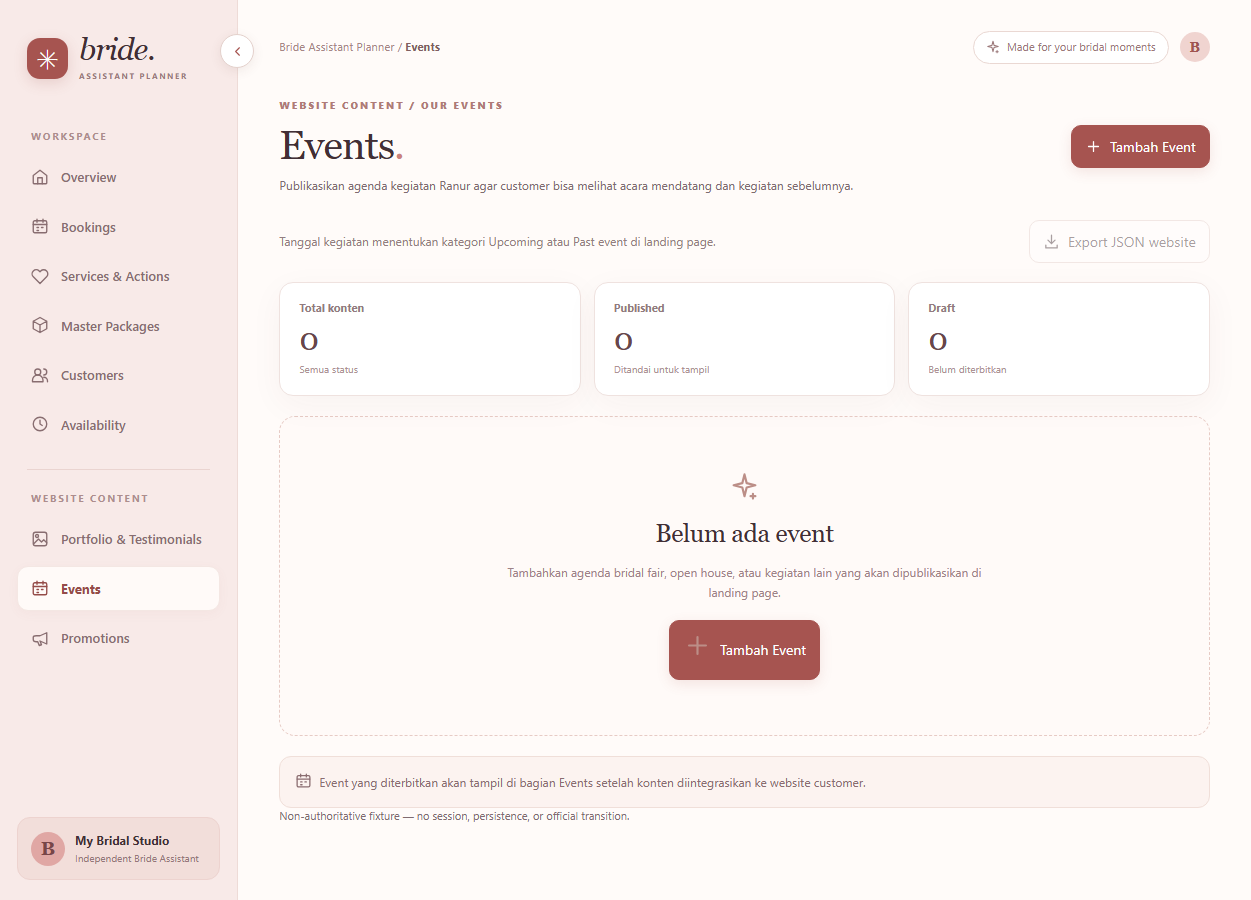 bride.
ASSISTANT PLANNER
WORKSPACE
Overview
Bookings
Services & Actions
Master Packages
Customers
Availability
WEBSITE CONTENT
Portfolio & Testimonials
Events
Promotions
B
My Bridal Studio
Independent Bride Assistant
Bride Assistant Planner / Events
Made for your bridal moments
B
WEBSITE CONTENT / OUR EVENTS
Events.
Tambah Event
Publikasikan agenda kegiatan Ranur agar customer bisa melihat acara mendatang dan kegiatan sebelumnya.
Tanggal kegiatan menentukan kategori Upcoming atau Past event di landing page.
Export JSON website
Total konten
0
Semua status
Published
0
Ditandai untuk tampil
Draft
0
Belum diterbitkan
Belum ada event
Tambahkan agenda bridal fair, open house, atau kegiatan lain yang akan dipublikasikan di
landing page.
Tambah Event
Event yang diterbitkan akan tampil di bagian Events setelah konten diintegrasikan ke website customer.
Non-authoritative fixture — no session, persistence, or official transition.